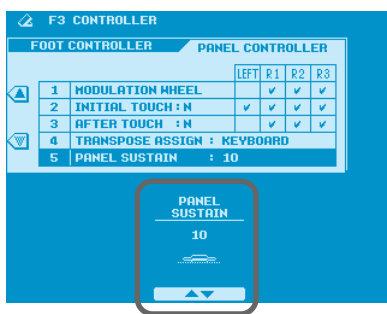 F3 CONTROLLER
FOOT CONTROLLER PANEL CONTROLLER
LEFT R1 R2 R3
1 MODULATION WHEEL
2 INITIAL TOUCH : N
3 AFTER TOUCH : N
4 TRANSPOSE ASSIGN : KEYBOARD
5 PANEL SUSTAIN : 10
PANEL
SUSTAIN
10